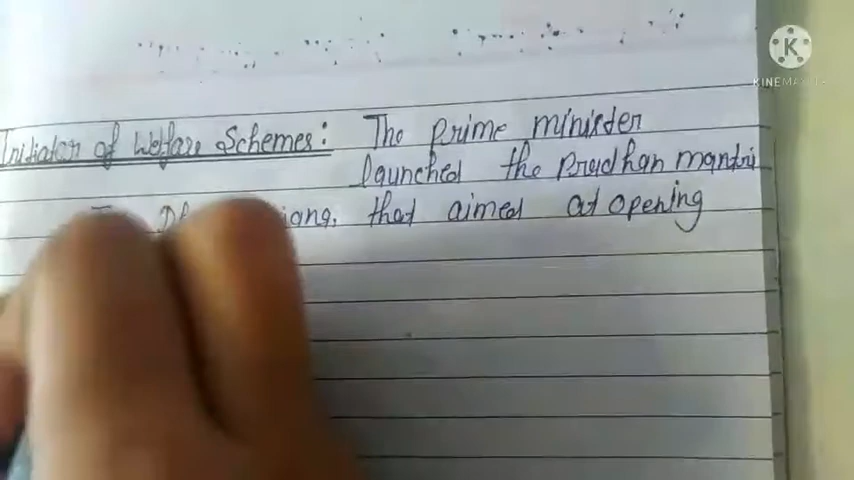 Initiator of Welfare Schemes: The prime minister
launched the Pradhan mantri
that aimed at opening
KINEMASTER